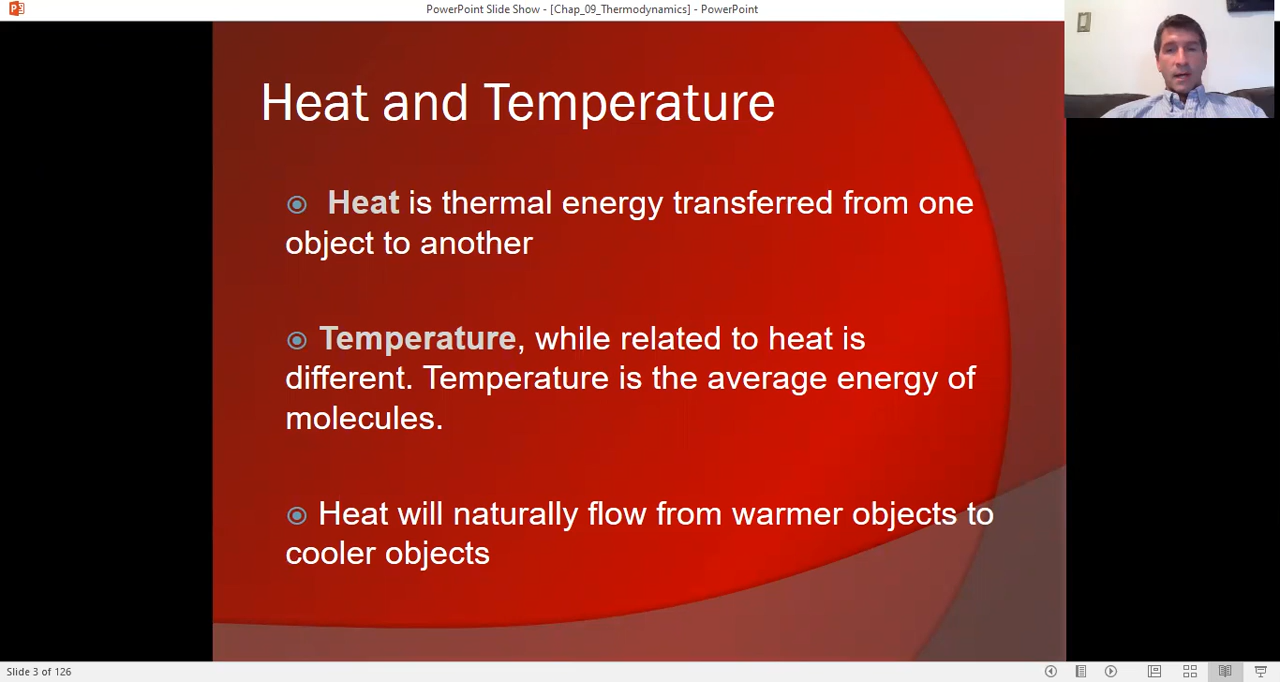 PowerPoint Slide Show - [Chap_09_Thermodynamics] - PowerPoint
Heat and Temperature
Heat is thermal energy transferred from one
object to another
Temperature, while related to heat is
different. Temperature is the average energy of
molecules.
Heat will naturally flow from warmer objects to
cooler objects
Slide 3 of 126